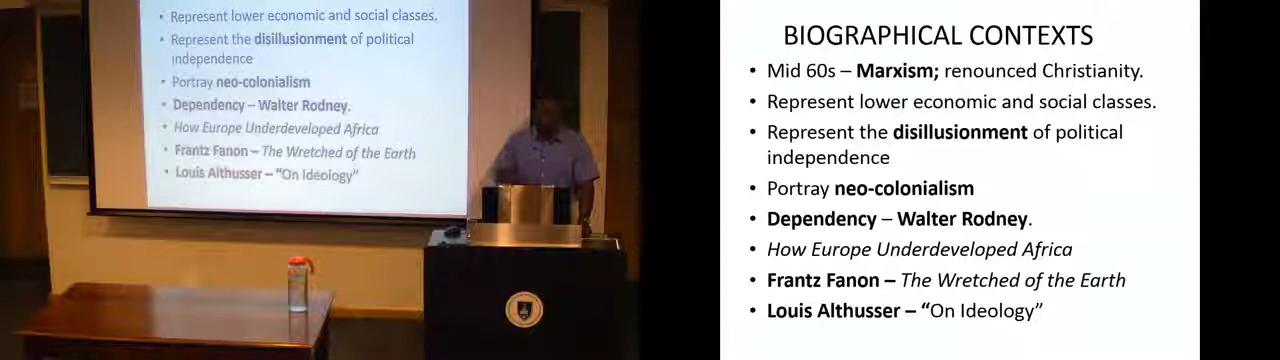 • Represent lower economic and social classes.
• Represent the disillusionment of political
independence
• Portray neo-colonialism
• Dependency – Walter Rodney.
• How Europe Underdeveloped Africa
• Frantz Fanon – The Wretched of the Earth
• Louis Althusser – “On Ideology”
BIOGRAPHICAL CONTEXTS
• Mid 60s – Marxism; renounced Christianity.
• Represent lower economic and social classes.
• Represent the disillusionment of political
independence
• Portray neo-colonialism
• Dependency – Walter Rodney.
• How Europe Underdeveloped Africa
• Frantz Fanon – The Wretched of the Earth
• Louis Althusser – “On Ideology”